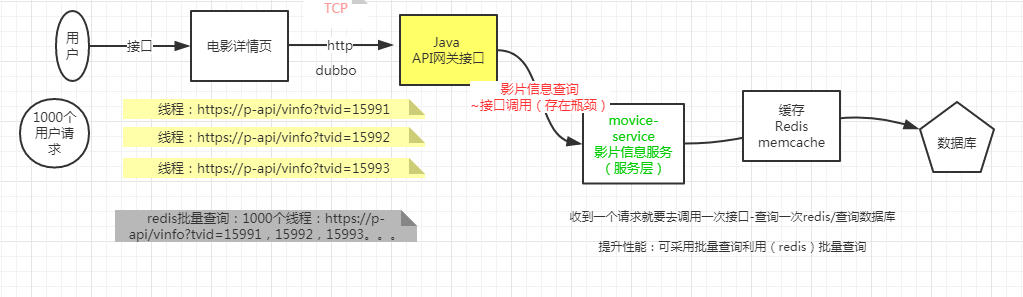 TCP
用
户
接口
电影详情页
http
dubbo
Java
API网关接口
影片信息查询
~接口调用（存在瓶颈）
1000个
用户请
求
线程：https://p-api/vinfo?tvid=15991
线程：https://p-api/vinfo?tvid=15992
线程：https://p-api/vinfo?tvid=15993
movice-
service
影片信息服务
（服务层）
缓存
Redis
memcache
数据库
redis批量查询：1000个线程：https://p-
api/vinfo?tvid=15991，15992，15993。。。
收到一个请求就要去调用一次接口-查询一次redis/查询数据库
提升性能：可采用批量查询利用（redis）批量查询